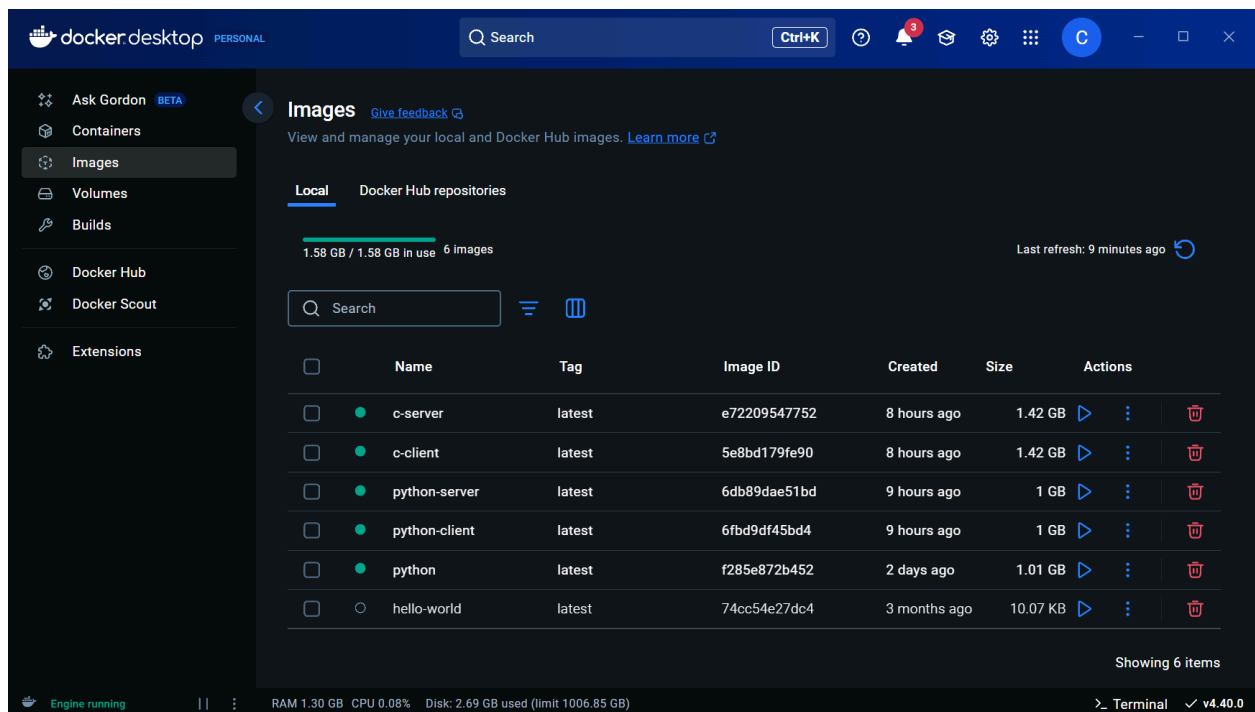 docker.desktop PERSONAL Search Ctrl+K 3 C
Ask Gordon BETA
Containers
Images
Volumes
Builds
Docker Hub
Docker Scout
Extensions
Images Give feedback
View and manage your local and Docker Hub images. Learn more
Local Docker Hub repositories
1.58 GB / 1.58 GB in use 6 images Last refresh: 9 minutes ago
Search
Name Tag Image ID Created Size Actions
c-server latest e72209547752 8 hours ago 1.42 GB
c-client latest 5e8bd179fe90 8 hours ago 1.42 GB
python-server latest 6db89dae51bd 9 hours ago 1 GB
python-client latest 6fbd9df45bd4 9 hours ago 1 GB
python latest f285e872b452 2 days ago 1.01 GB
hello-world latest 74cc54e27dc4 3 months ago 10.07 KB
Showing 6 items
Engine running RAM 1.30 GB CPU 0.08% Disk: 2.69 GB used (limit 1006.85 GB) Terminal v4.40.0